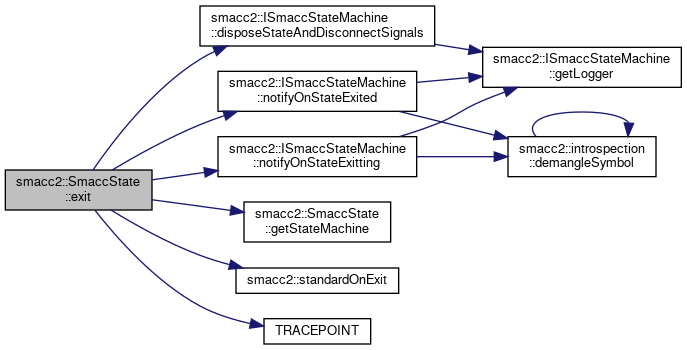 smacc2::ISmaccStateMachine
::disposeStateAndDisconnectSignals
smacc2::ISmaccStateMachine
::getLogger
smacc2::ISmaccStateMachine
::notifyOnStateExited
smacc2::ISmaccStateMachine
::notifyOnStateExitting
smacc2::introspection
::demangleSymbol
smacc2::SmaccState
::exit
smacc2::SmaccState
::getStateMachine
smacc2::standardOnExit
TRACEPOINT